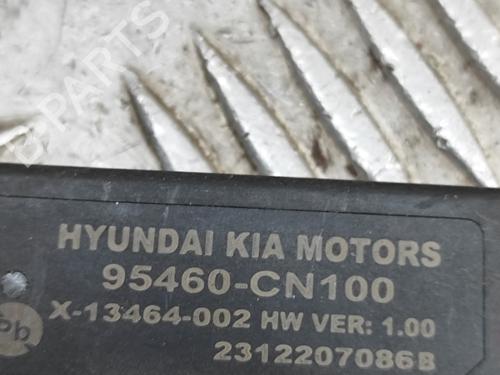 B-PARTS
HYUNDAI KIA MOTORS
95460-CN100
X-13464-002 HW VER: 1.00
2312207086B